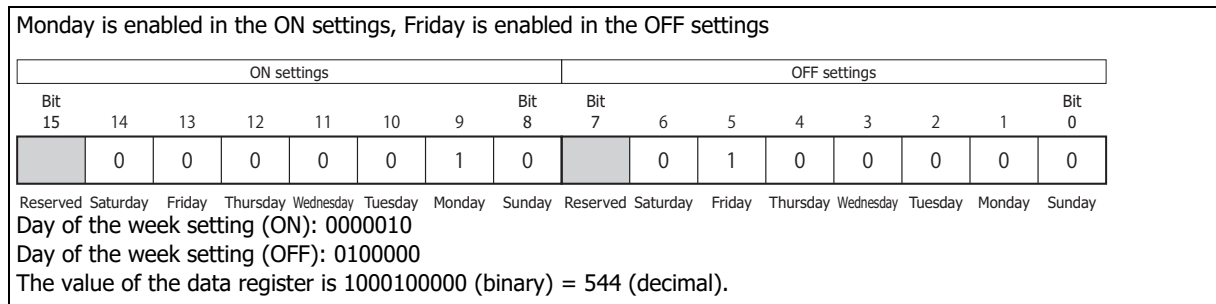 Monday is enabled in the ON settings, Friday is enabled in the OFF settings
ON settings OFF settings
Bit Bit Bit Bit
15 14 13 12 11 10 9 8 7 6 5 4 3 2 1 0
0 0 0 0 0 1 0 0 1 0 0 0 0 0
Reserved Saturday Friday Thursday Wednesday Tuesday Monday Sunday Reserved Saturday Friday Thursday Wednesday Tuesday Monday Sunday
Day of the week setting (ON): 0000010
Day of the week setting (OFF): 0100000
The value of the data register is 1000100000 (binary) = 544 (decimal).